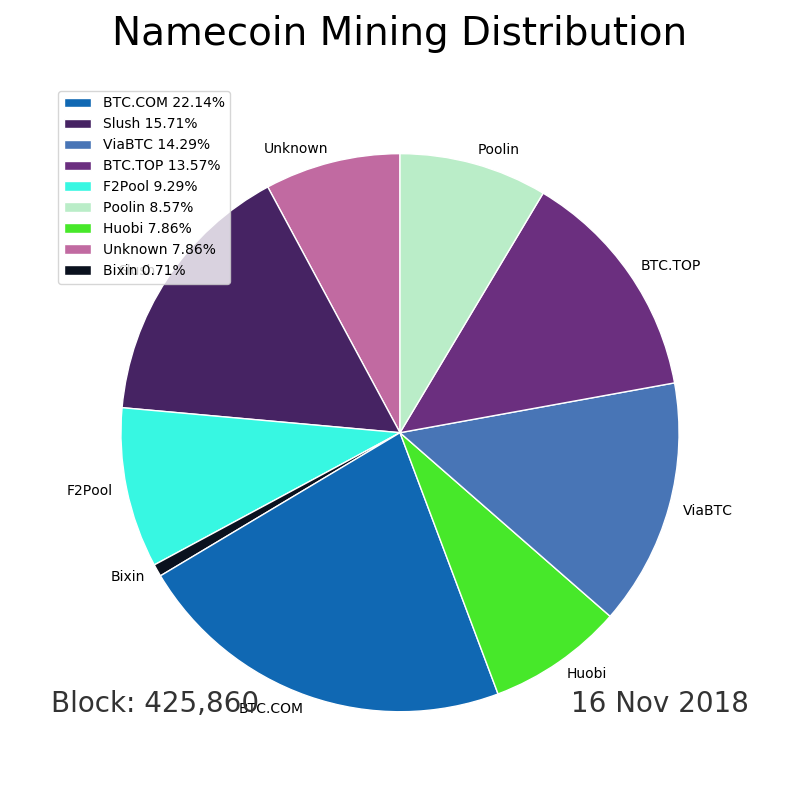 Namecoin Mining Distribution
BTC.COM 22.14%
Slush 15.71%
ViaBTC 14.29%
BTC.TOP 13.57%
F2Pool 9.29%
Poolin 8.57%
Huobi 7.86%
Unknown 7.86%
Bixin 0.71%
Unknown
Poolin
BTC.TOP
F2Pool
ViaBTC
Bixin
Huobi
Block: 425,860
BTC.COM
16 Nov 2018